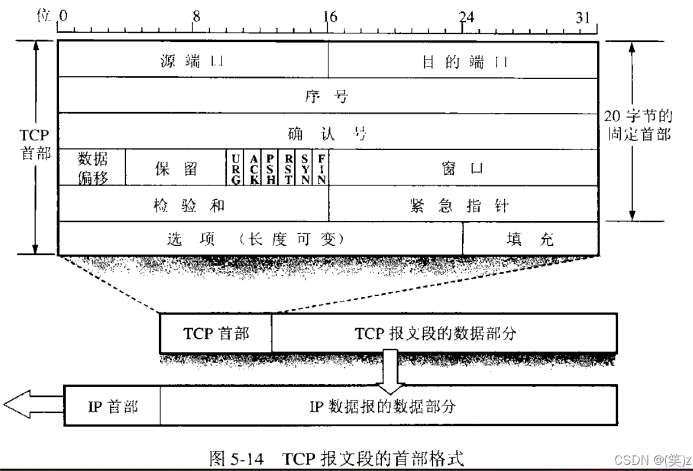 位 0 8 16 24 31
源端口 目的端口
序号
确认号
数据
偏移
保留
URG ACK PSH RST SYN FIN
窗口
检验和 紧急指针
选项(长度可变) 填充
TCP
首部
20 字节的
固定首部
TCP 首部 TCP 报文段的数据部分
IP 首部 IP 数据报的数据部分
图 5-14 TCP 报文段的首部格式
CSDN @(笑)z